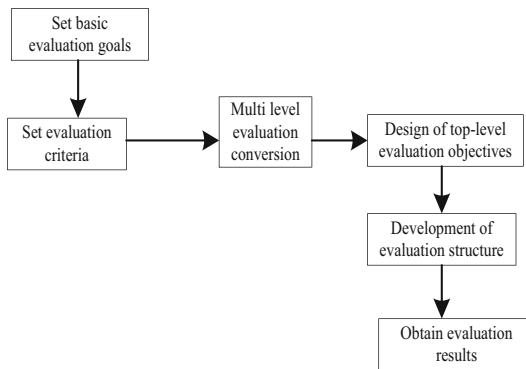 Set basic
evaluation goals
Set evaluation
criteria
Multi level
evaluation
conversion
Design of top-level
evaluation objectives
Development of
evaluation structure
Obtain evaluation
results